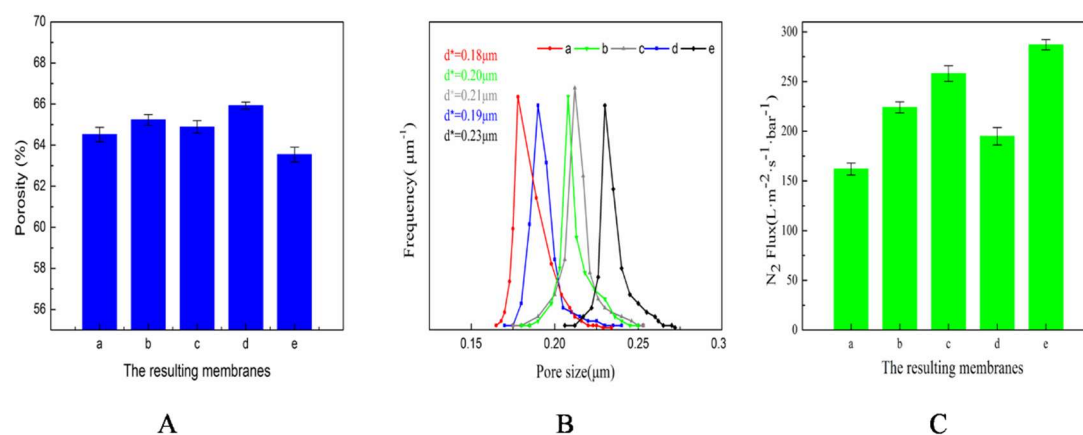 70
68
66
64
62
60
58
56
Porosity (%)
a b c d e
The resulting membranes
A
d*=0.18μm
d*=0.20μm
d*=0.21μm
d*=0.19μm
d*=0.23μm
a b c d e
Frequency( μm⁻¹)
0.15 0.20 0.25 0.3
Pore size(μm)
B
300
250
200
150
100
50
0
N₂ Flux(L·m⁻²·s⁻¹·bar⁻¹)
a b c d e
The resulting membranes
C